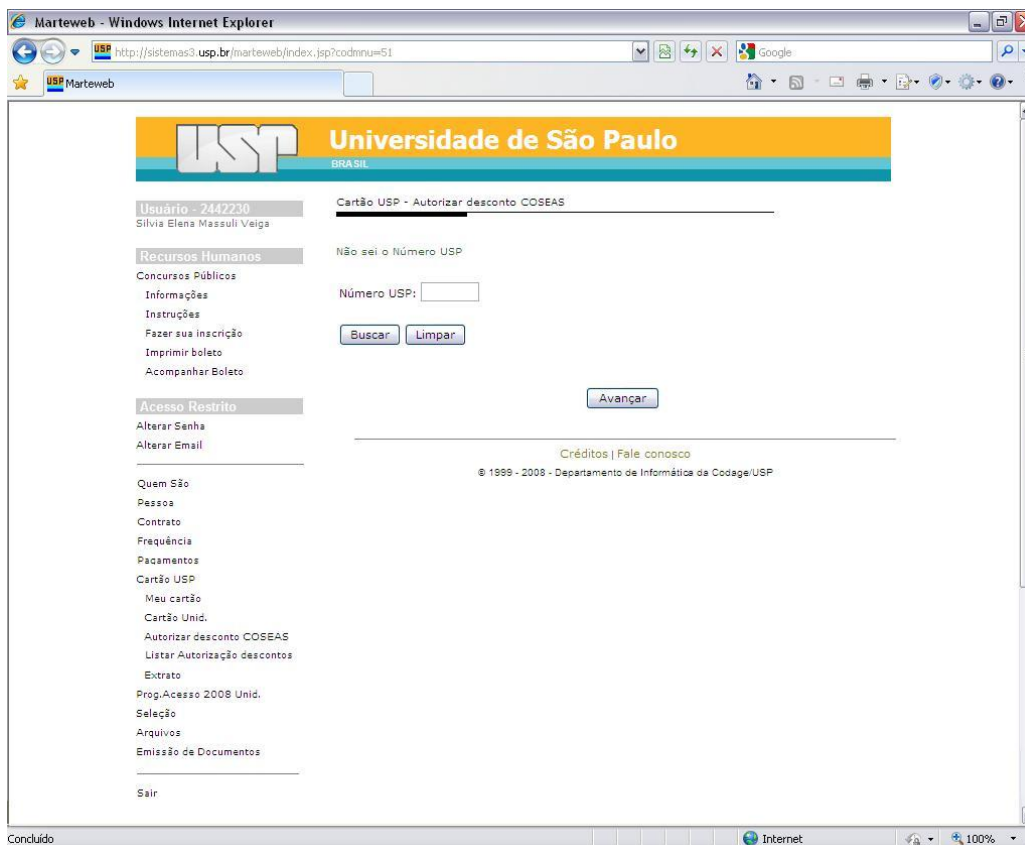 Marteweb - Windows Internet Explorer
http://sistemas3.usp.br/marteweb/index.jsp?codmnu=51
Google
USP Marteweb
USP
Universidade de São Paulo
BRASIL
Usuário - 2442230
Silvia Elena Massuli Veiga
Recursos Humanos
Concursos Públicos
Informações
Instruções
Fazer sua inscrição
Imprimir boleto
Acompanhar Boleto
Acesso Restrito
Alterar Senha
Alterar Email
Quem São
Pessoa
Contrato
Frequência
Pagamentos
Cartão USP
Meu cartão
Cartão Unid.
Autorizar desconto COSEAS
Listar Autorização descontos
Extrato
Prog.Acesso 2008 Unid.
Seleção
Arquivos
Emissão de Documentos
Sair
Cartão USP - Autorizar desconto COSEAS
Não sei o Número USP
Número USP:
Buscar Limpar
Avançar
Créditos | Fale conosco
© 1999 - 2008 - Departamento de Informática da Codage/USP
Concluído Internet 100%